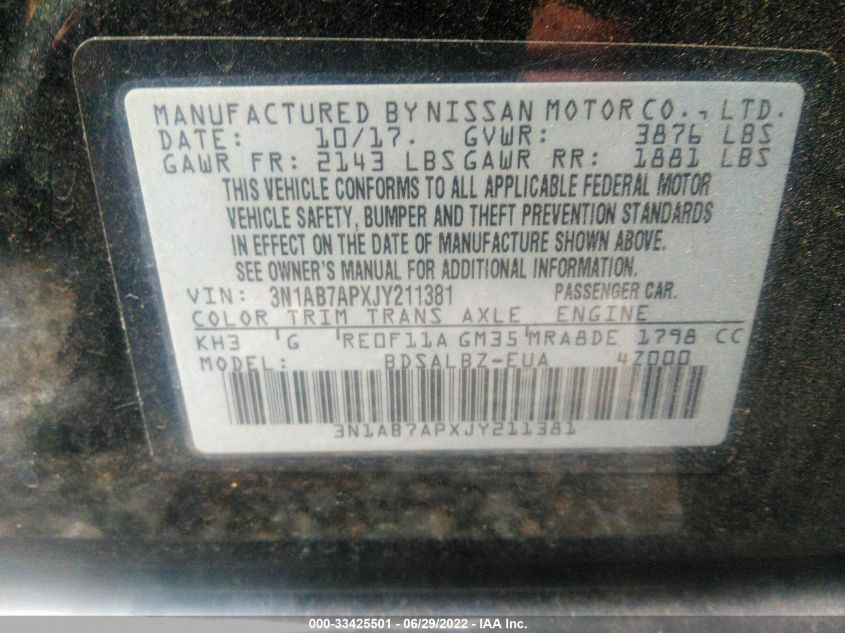 MANUFACTURED BY NISSAN MOTOR CO., LTD.
DATE: 10/17. GVWR: 3876 LBS
GAWR FR: 2143 LBS GAWR RR: 1881 LBS
THIS VEHICLE CONFORMS TO ALL APPLICABLE FEDERAL MOTOR
VEHICLE SAFETY, BUMPER AND THEFT PREVENTION STANDARDS
IN EFFECT ON THE DATE OF MANUFACTURE SHOWN ABOVE.
SEE OWNER'S MANUAL FOR ADDITIONAL INFORMATION.
VIN: 3N1AB7APXJY211381 PASSENGER CAR.
COLOR TRIM TRANS AXLE ENGINE
KH3 G RE0F11A GM35 MRA8DE 1798 CC
MODEL: BDSALBZ-EUA 4Z000
3N1AB7APXJY211381
000-33425501 - 06/29/2022 - IAAI, Inc.